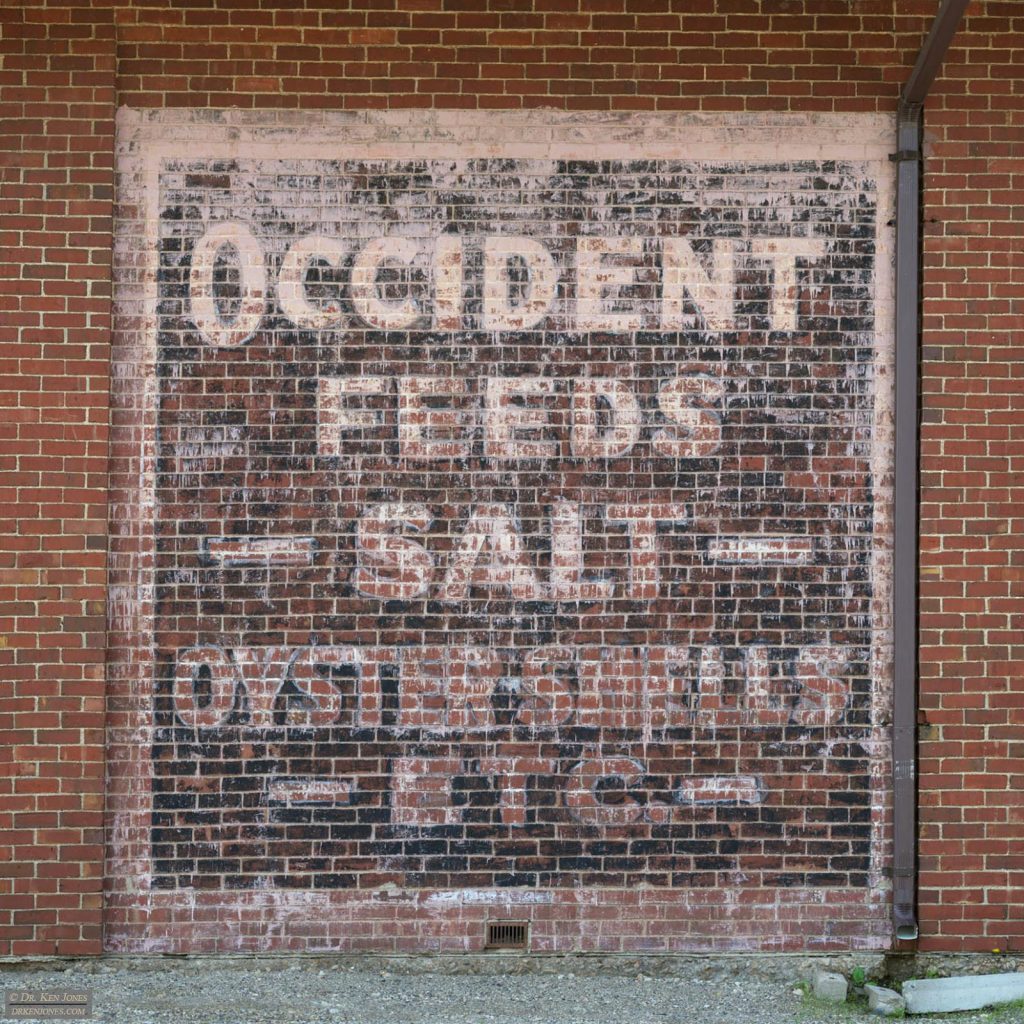 OCCIDENT
FEEDS
- SALT -
OYSTER SHELLS
- ETC -
© DR. KEN JONES
DRKENJONES.COM